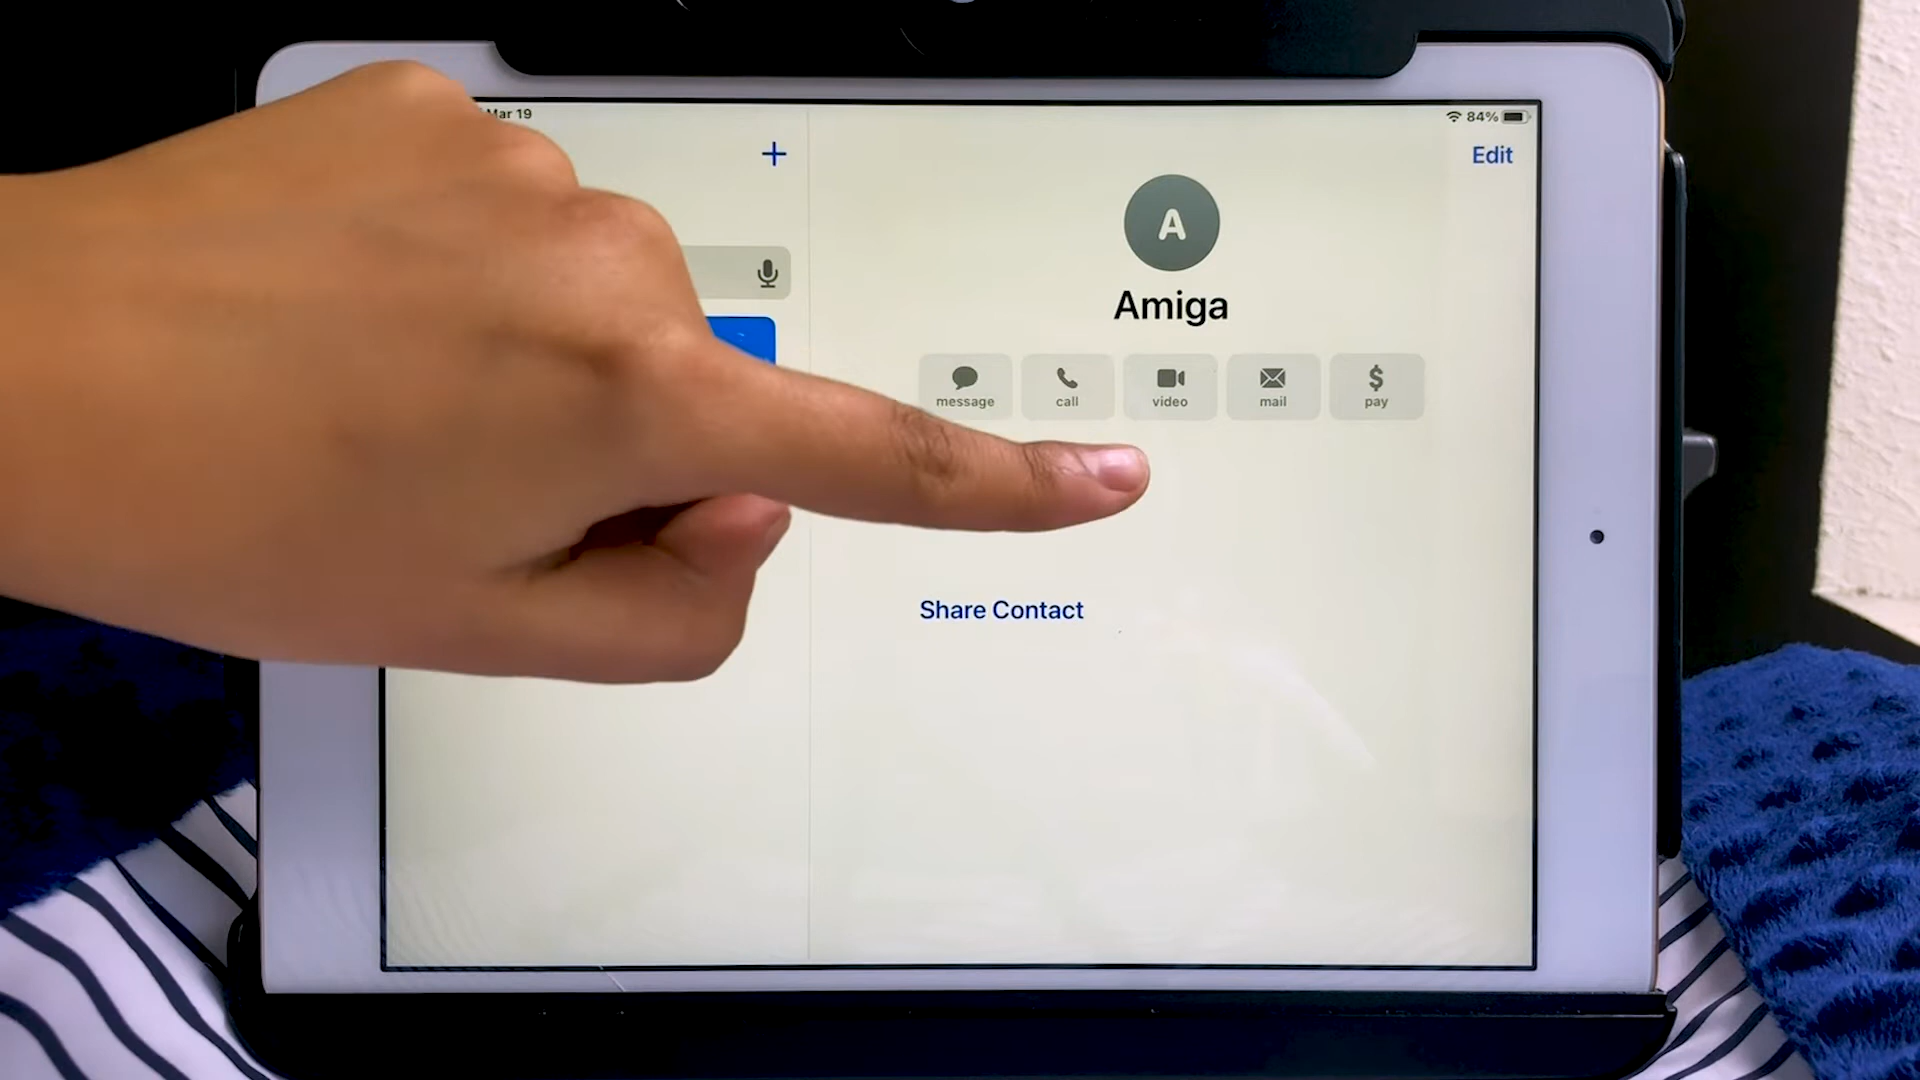 Mar 19
84%
Edit
A
Amiga
message
call
video
mail
$
pay
Share Contact